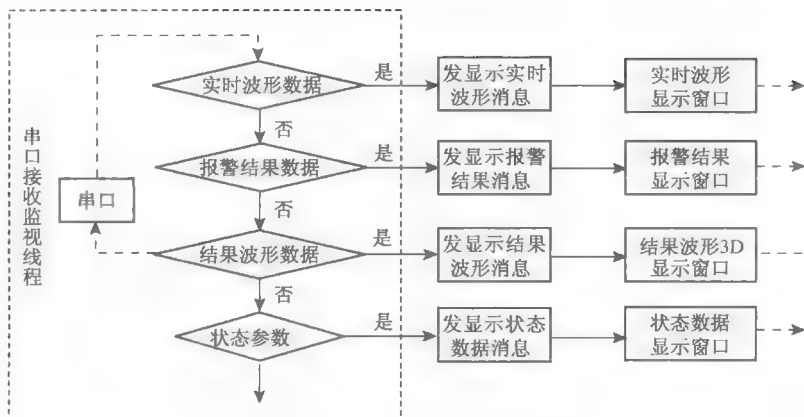 串口接收监视线程
串口
实时波形数据
是
发显示实时
波形消息
实时波形
显示窗口
否
报警结果数据
是
发显示报警
结果消息
报警结果
显示窗口
否
结果波形数据
是
发显示结果
波形消息
结果波形3D
显示窗口
否
状态参数
是
发显示状态
数据消息
状态数据
显示窗口